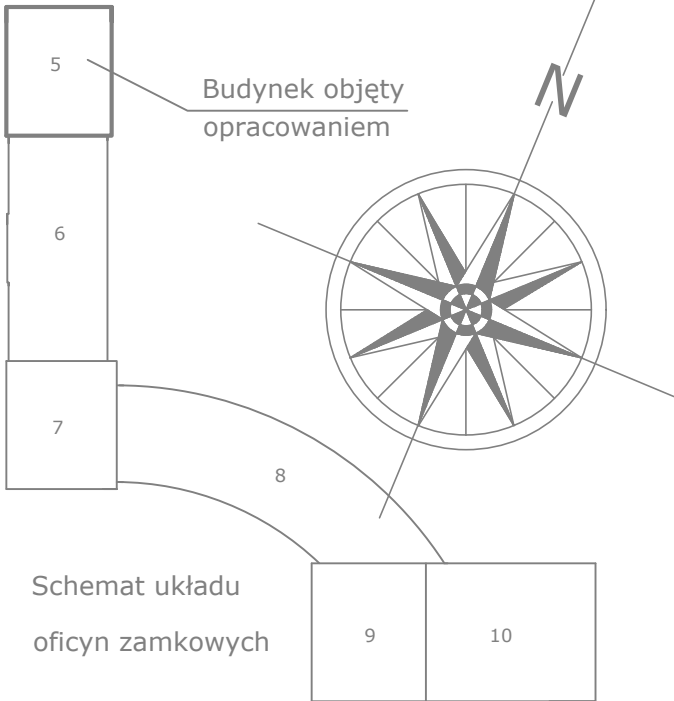 5
Budynek objęty
opracowaniem
N
6
7
8
Schemat układu
oficyn zamkowych
9
10